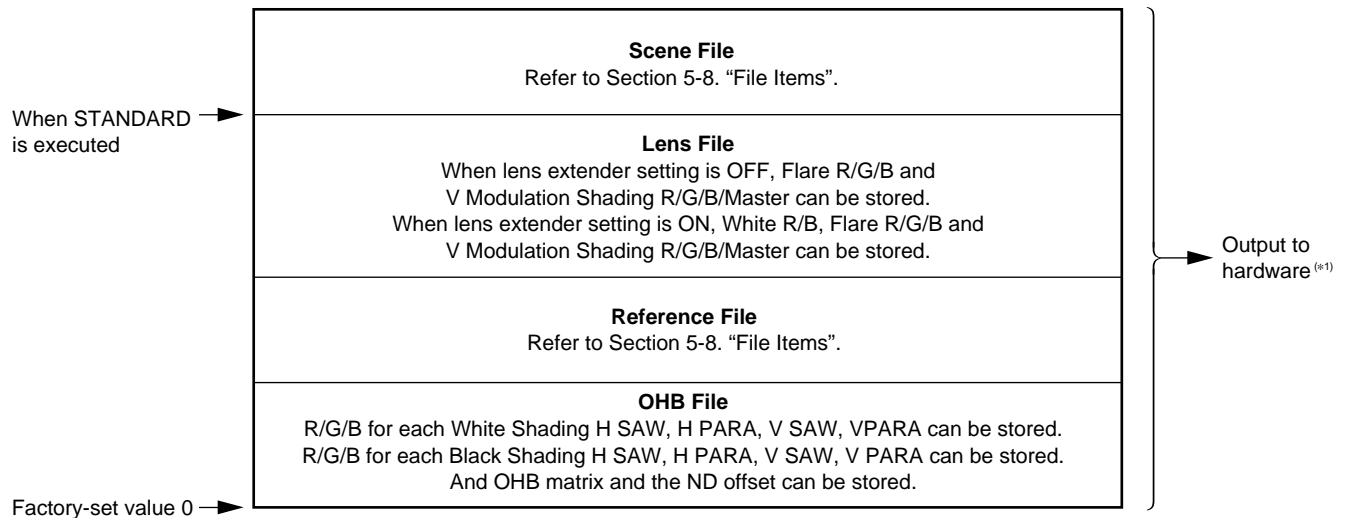 Scene File
Refer to Section 5-8. “File Items”.
When STANDARD
is executed
Lens File
When lens extender setting is OFF, Flare R/G/B and
V Modulation Shading R/G/B/Master can be stored.
When lens extender setting is ON, White R/B, Flare R/G/B and
V Modulation Shading R/G/B/Master can be stored.
Output to
hardware (*1)
Reference File
Refer to Section 5-8. “File Items”.
OHB File
R/G/B for each White Shading H SAW, H PARA, V SAW, VPARA can be stored.
R/G/B for each Black Shading H SAW, H PARA, V SAW, V PARA can be stored.
And OHB matrix and the ND offset can be stored.
Factory-set value 0